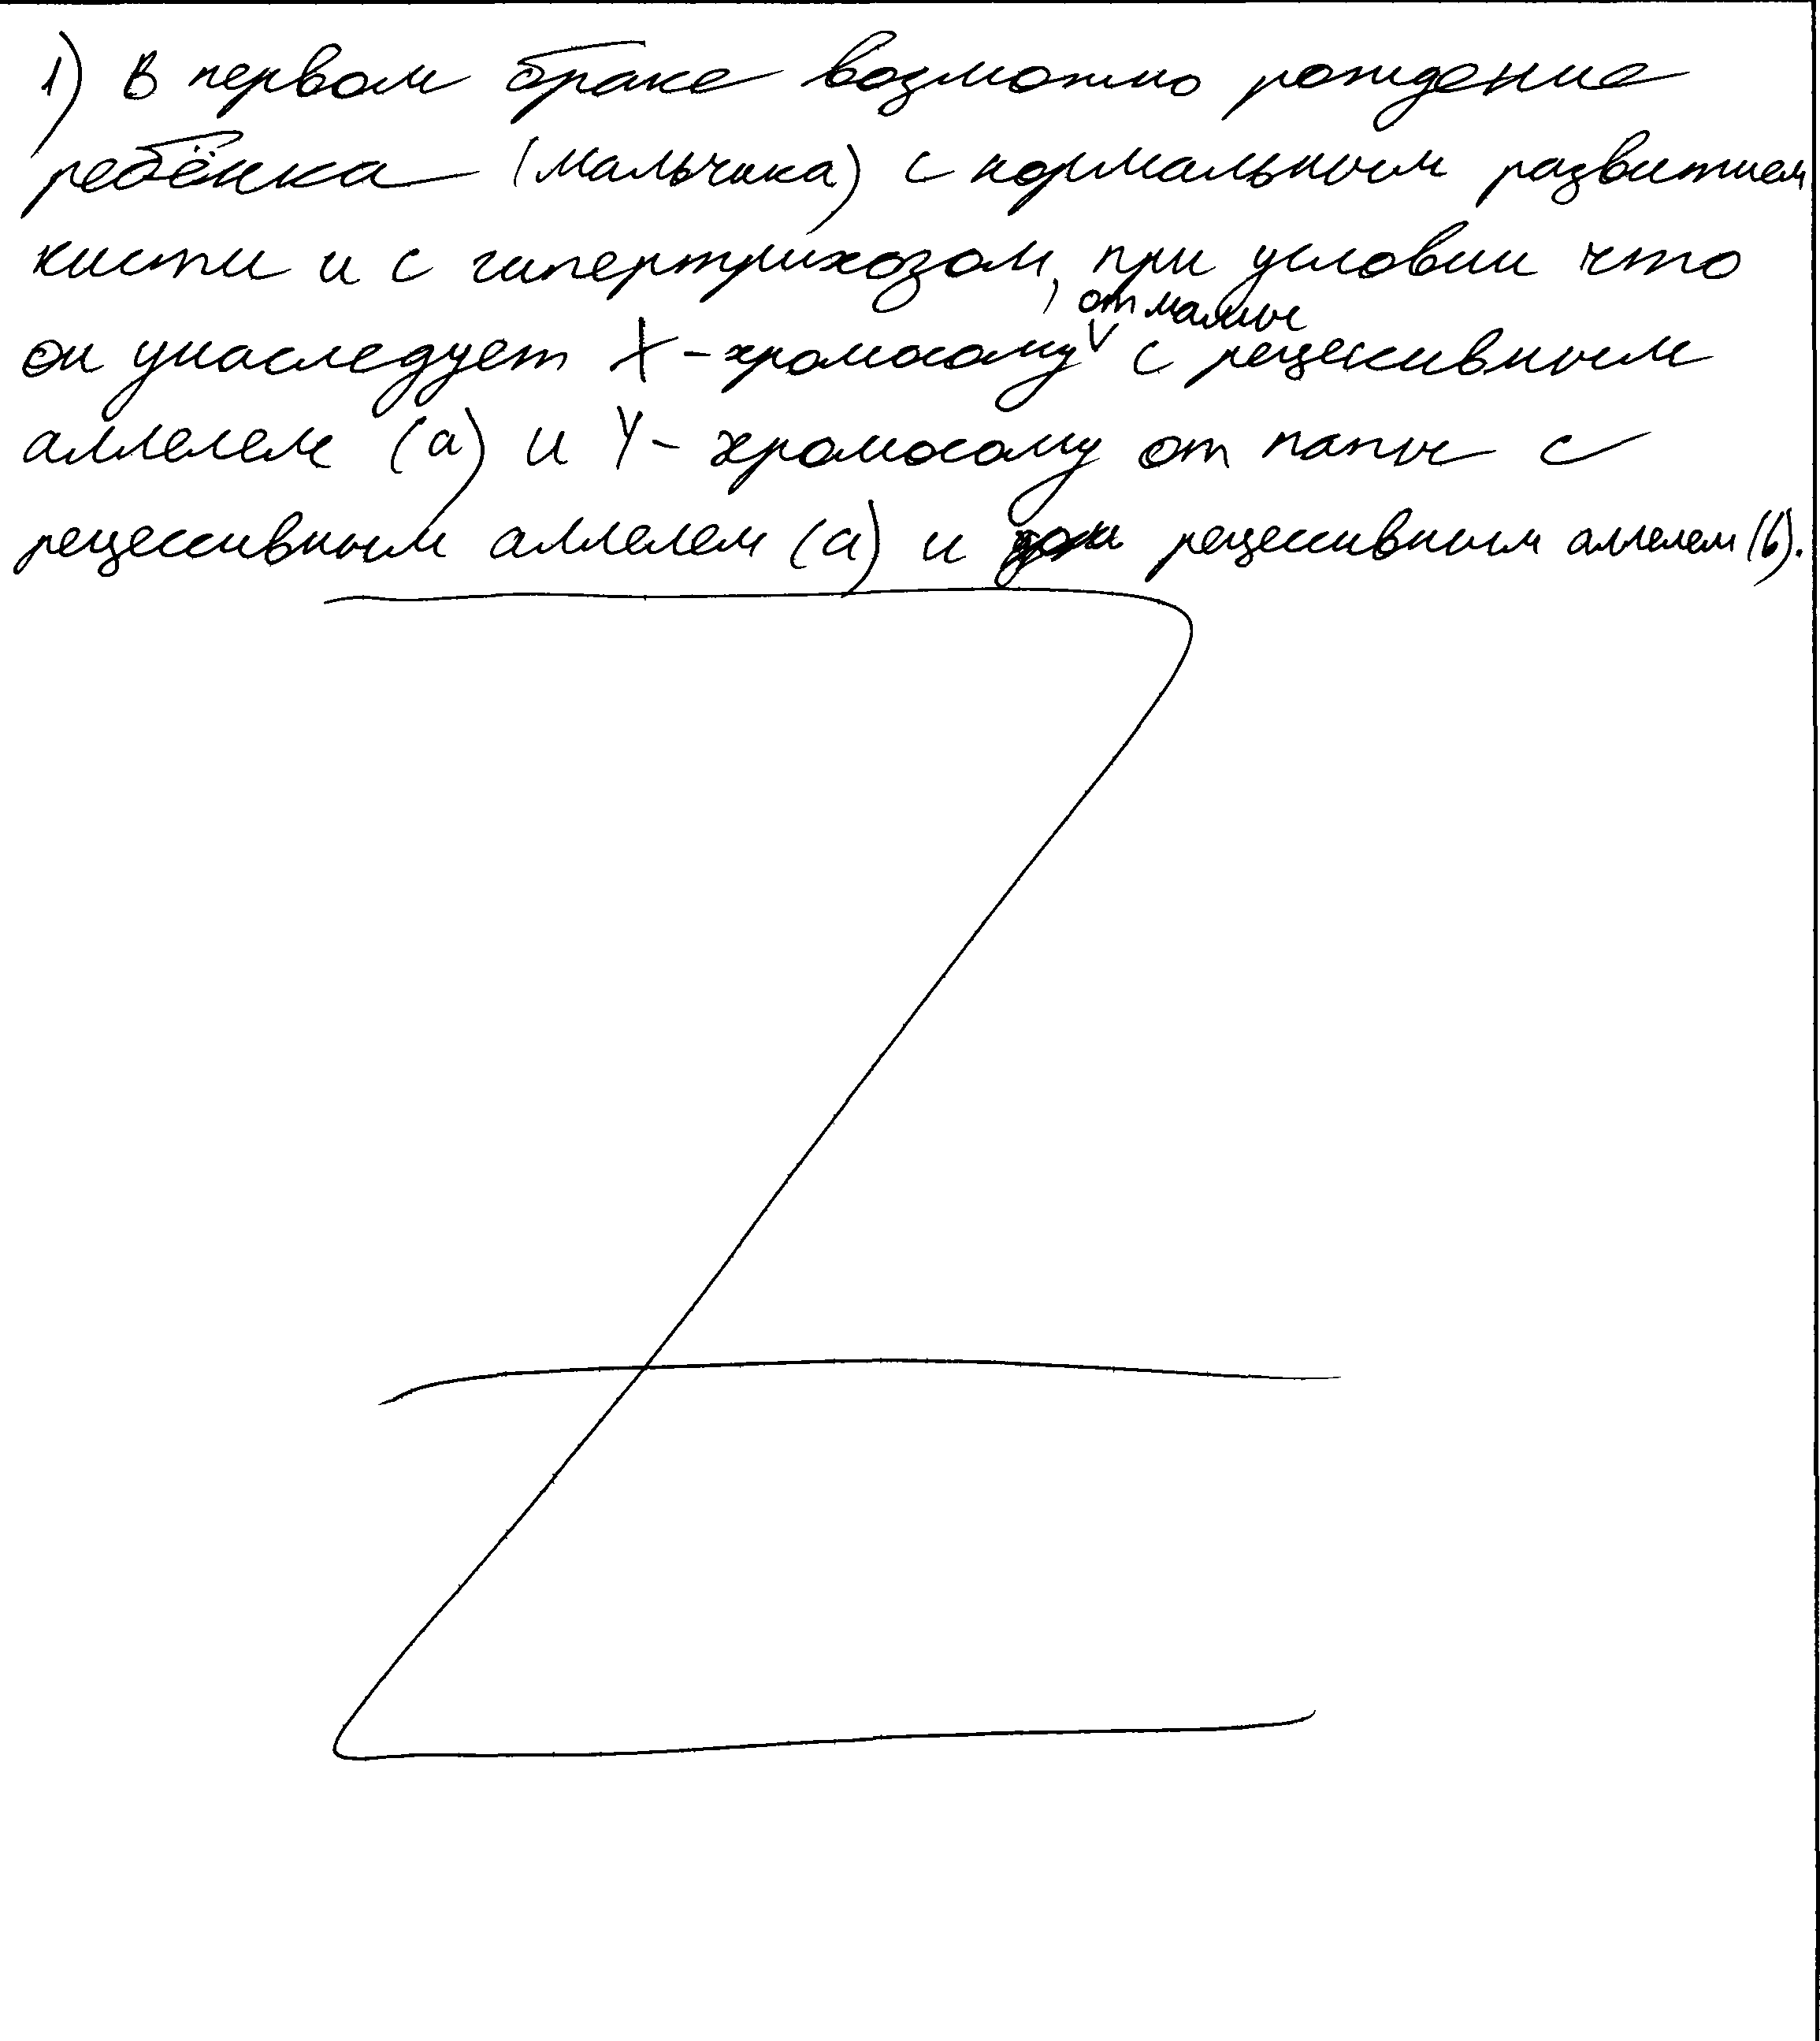 1) В первом браке возможно рождение
ребёнка (мальчика) с нормальным развитием
кисти и с гипертрихозом, при условии что
он унаследует X-хромосому от мамы с рецессивным
аллелем (a) и Y-хромосому от папы с
рецессивным аллелем (a) и рецессивным аллелем (b).